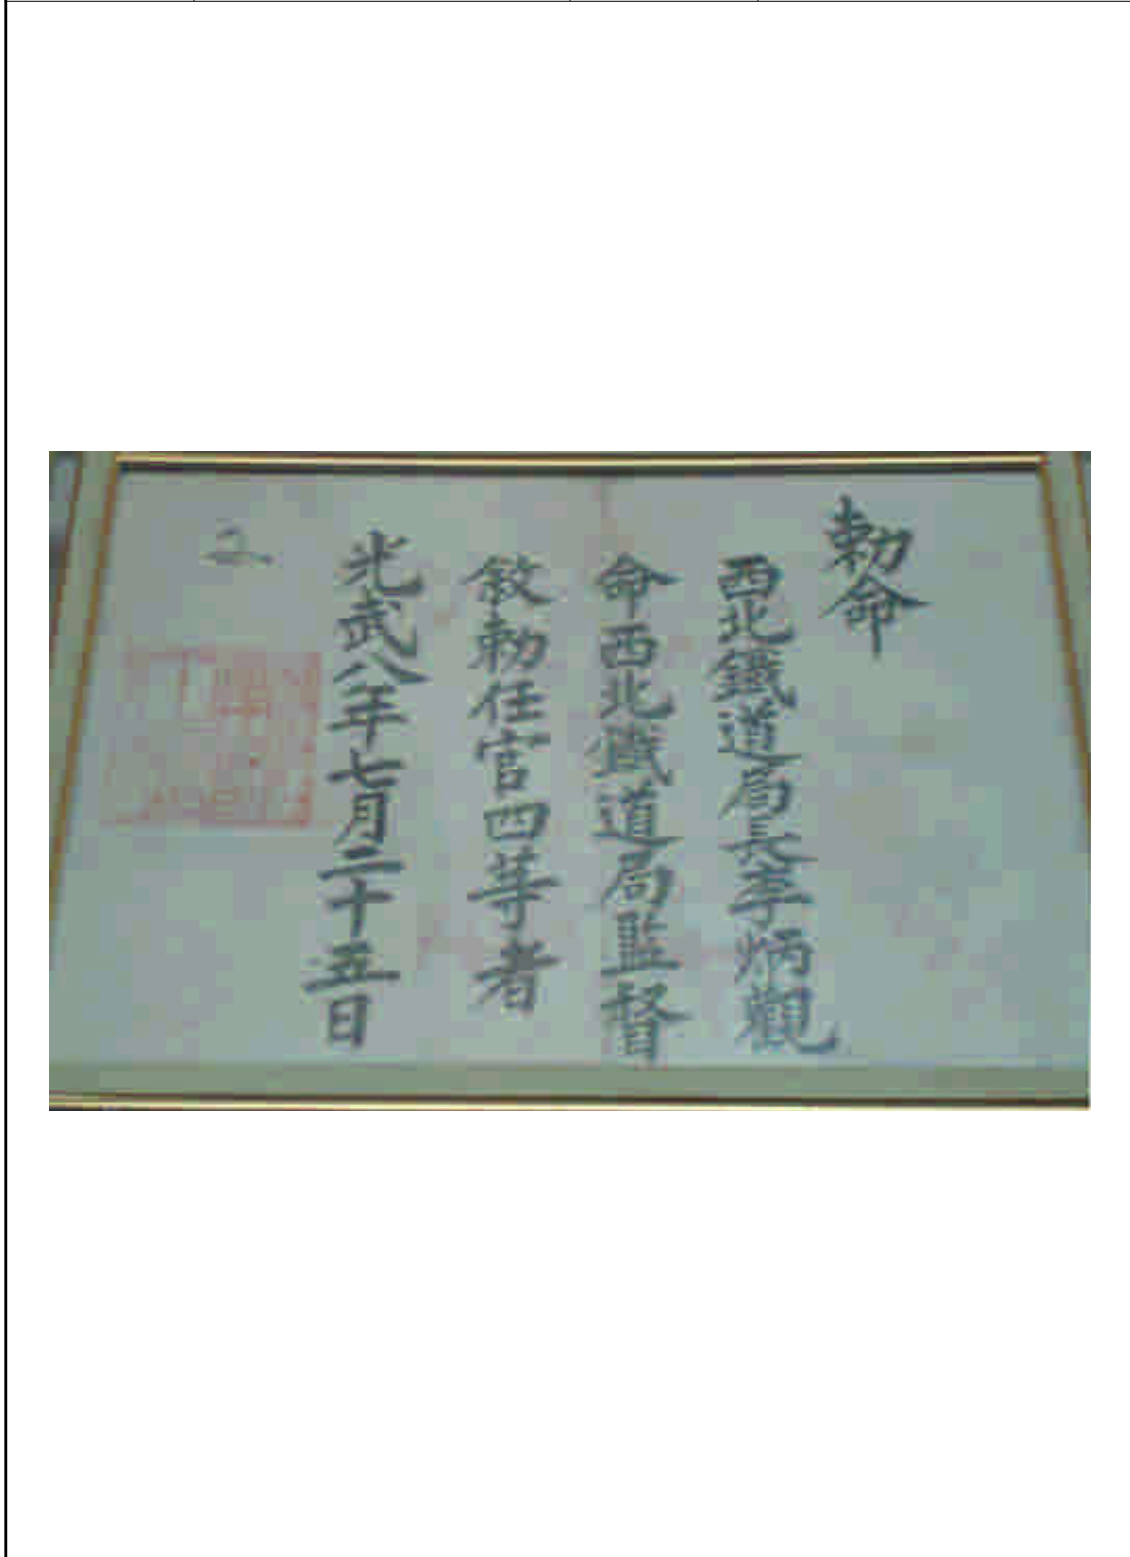 勅命
西北鐵道局長李炳觀
命西北鐵道局監督
敍勅任官四等者
光武八年七月二十五日
2